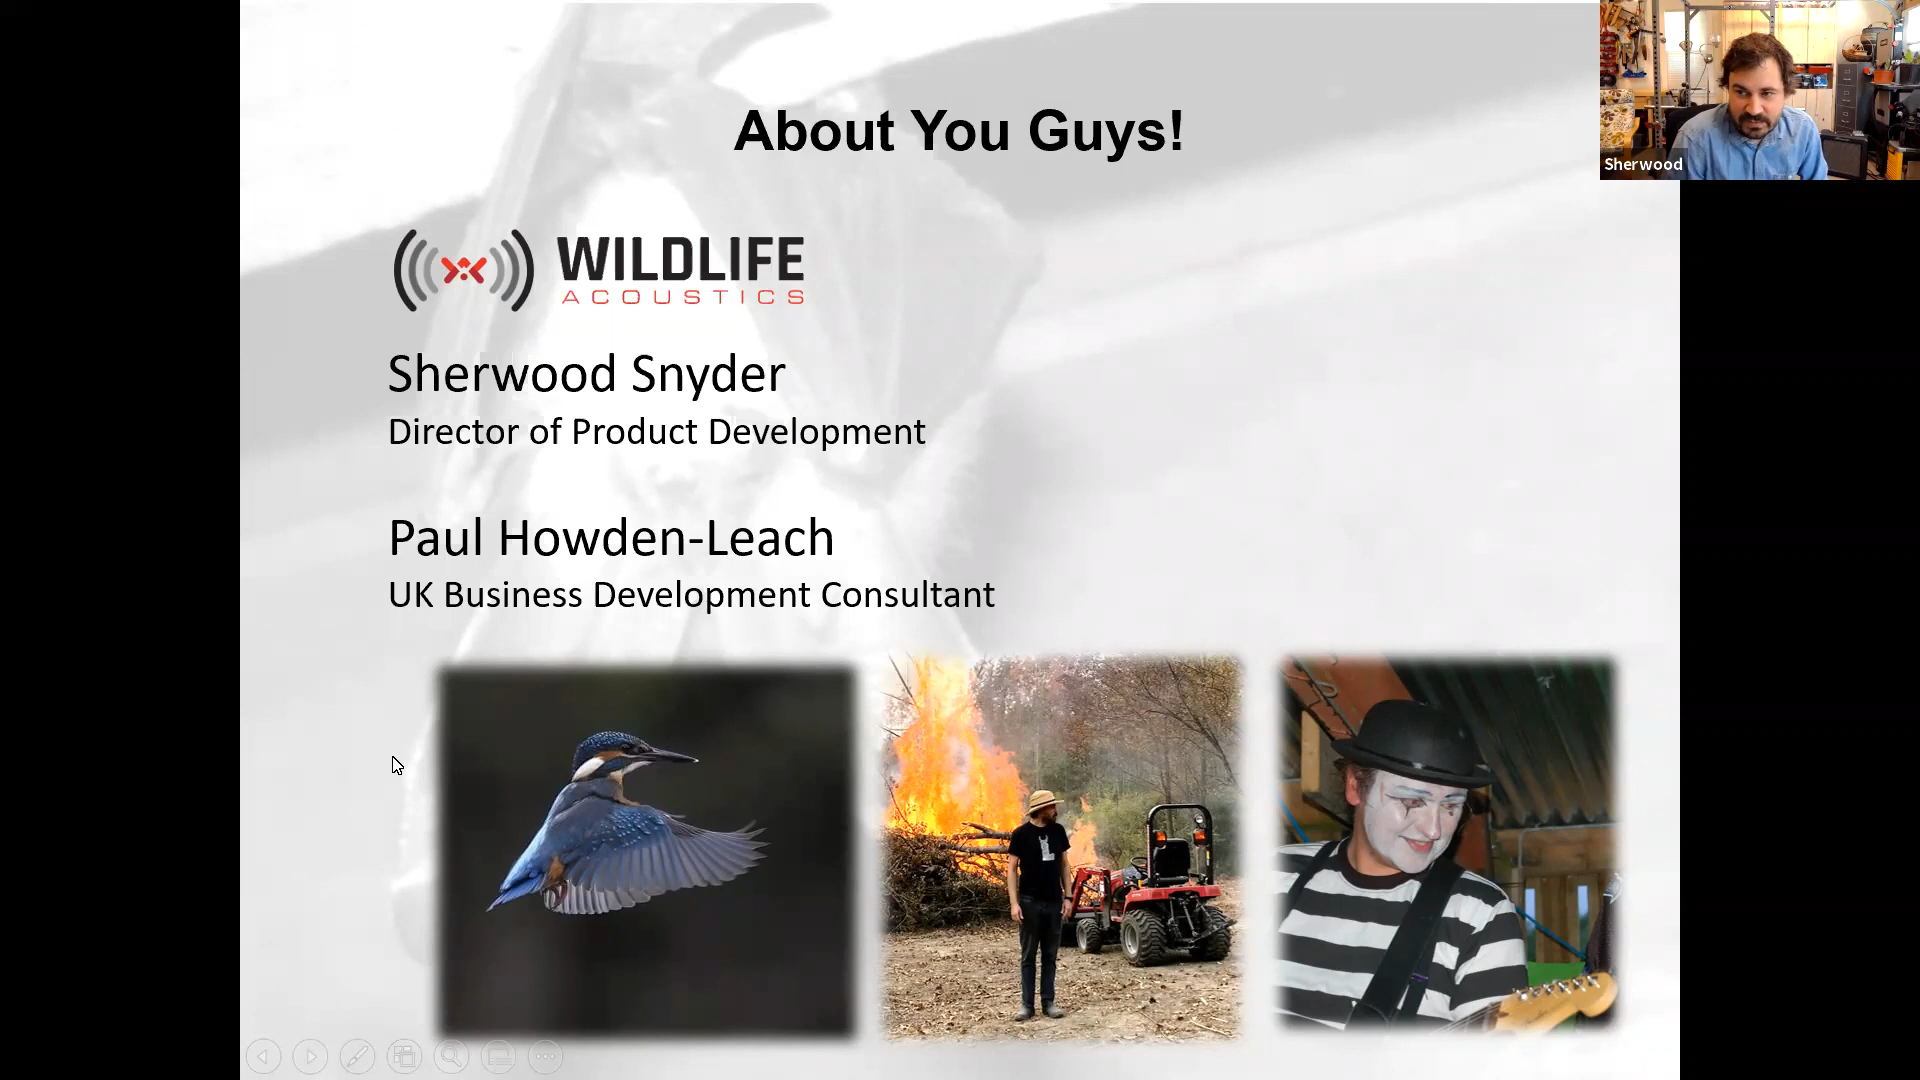 About You Guys!
Sherwood
WILDLIFE
ACOUSTICS
Sherwood Snyder
Director of Product Development
Paul Howden-Leach
UK Business Development Consultant